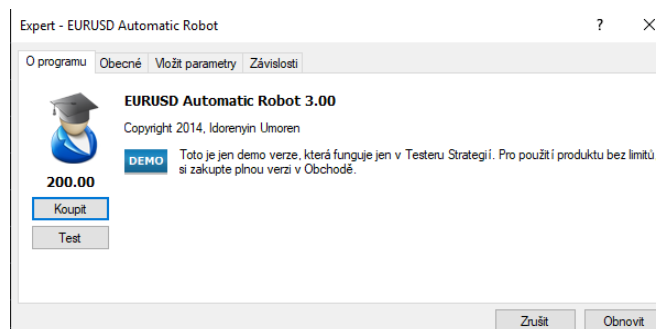 Expert - EURUSD Automatic Robot ? X
O programu Obecné Vložit parametry Závislosti
EURUSD Automatic Robot 3.00
Copyright 2014, Idorenyin Umoren
DEMO
Toto je jen demo verze, která funguje jen v Testeru Strategií. Pro použití produktu bez limitů
si zakupte plnou verzi v Obchodě.
200.00
Koupit
Test
Zrušit Obnovit